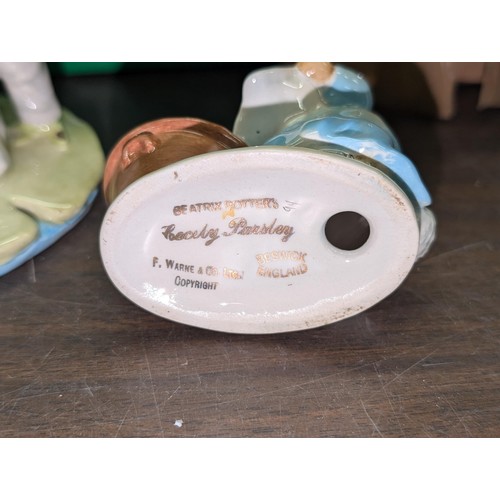 BEATRIX POTTER'S
Cecily Parsley
F. WARNE & CO. LTD.
COPYRIGHT
BESWICK
ENGLAND